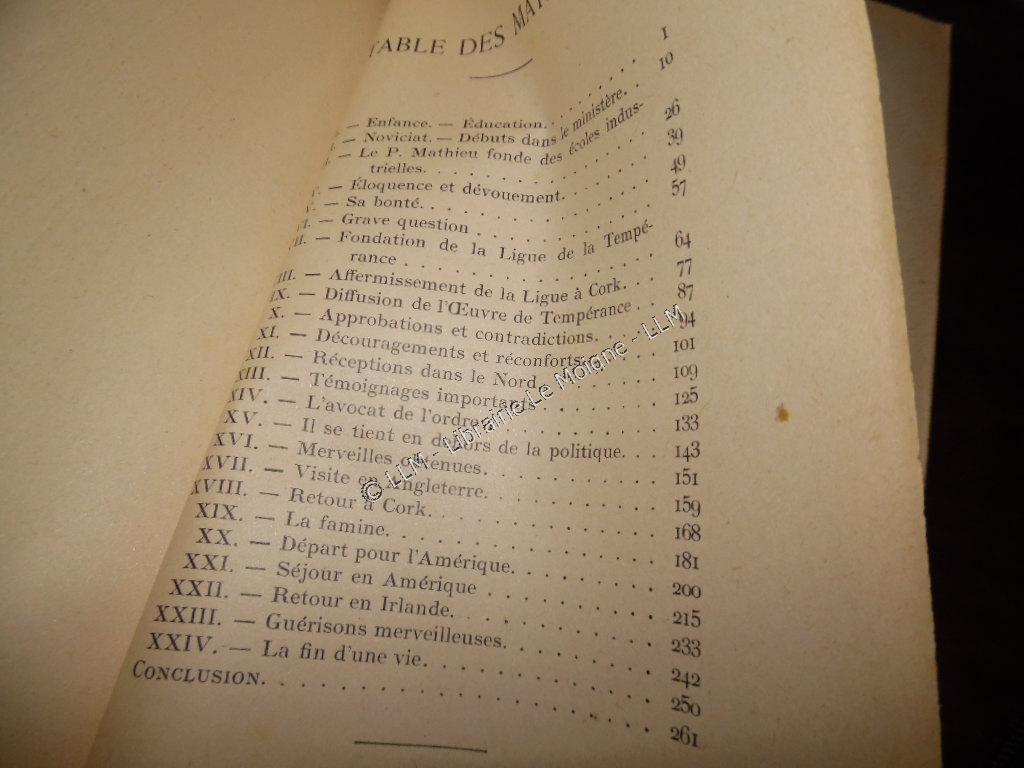 TABLE DES MAT
I
— Enfance. — Éducation. . . . . . . 10
— Noviciat. — Débuts dans le ministère. .
— Le P. Mathieu fonde des écoles indus-
trielles. . . . . . . . . . . . 26
— Éloquence et dévouement. . . . . . 39
— Sa bonté. . . . . . . . . . . . 49
— Grave question . . . . . . . . . 57
— Fondation de la Ligue de la Tempé-
rance . . . . . . . . . . . . 64
— Affermissement de la Ligue à Cork. . . 77
IX. — Diffusion de l'Œuvre de Tempérance . . 87
X. — Approbations et contradictions. . . . 94
XI. — Découragements et réconforts. . . . 101
XII. — Réceptions dans le Nord. . . . . . 109
XIII. — Témoignages importants . . . . . . 125
XIV. — L'avocat de l'ordre. . . . . . . 133
XV. — Il se tient en dehors de la politique. . . 143
XVI. — Merveilles obtenues. . . . . . . 151
XVII. — Visite en Angleterre. . . . . . . 159
XVIII. — Retour à Cork. . . . . . . . . 168
XIX. — La famine. . . . . . . . . . . 181
XX. — Départ pour l'Amérique. . . . . . . 200
XXI. — Séjour en Amérique . . . . . . . . 215
XXII. — Retour en Irlande. . . . . . . . . 233
XXIII. — Guérisons merveilleuses. . . . . . . 242
XXIV. — La fin d'une vie. . . . . . . . . . 250
CONCLUSION. . . . . . . . . . . . . . . 261
© LLM - Librairie Le Moigne - LLM